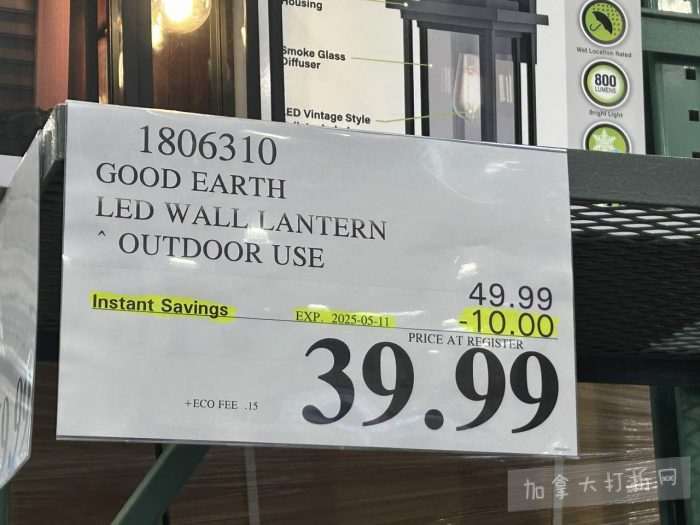 Housing
Smoke Glass
Diffuser
LED Vintage Style
Wet Location Rated
800
LUMENS
Bright Light
1806310
GOOD EARTH
LED WALL LANTERN
^ OUTDOOR USE
49.99
Instant Savings EXP. 2025-05-11 -10.00
PRICE AT REGISTER
39.99
+ECO FEE .15
加拿大打折网